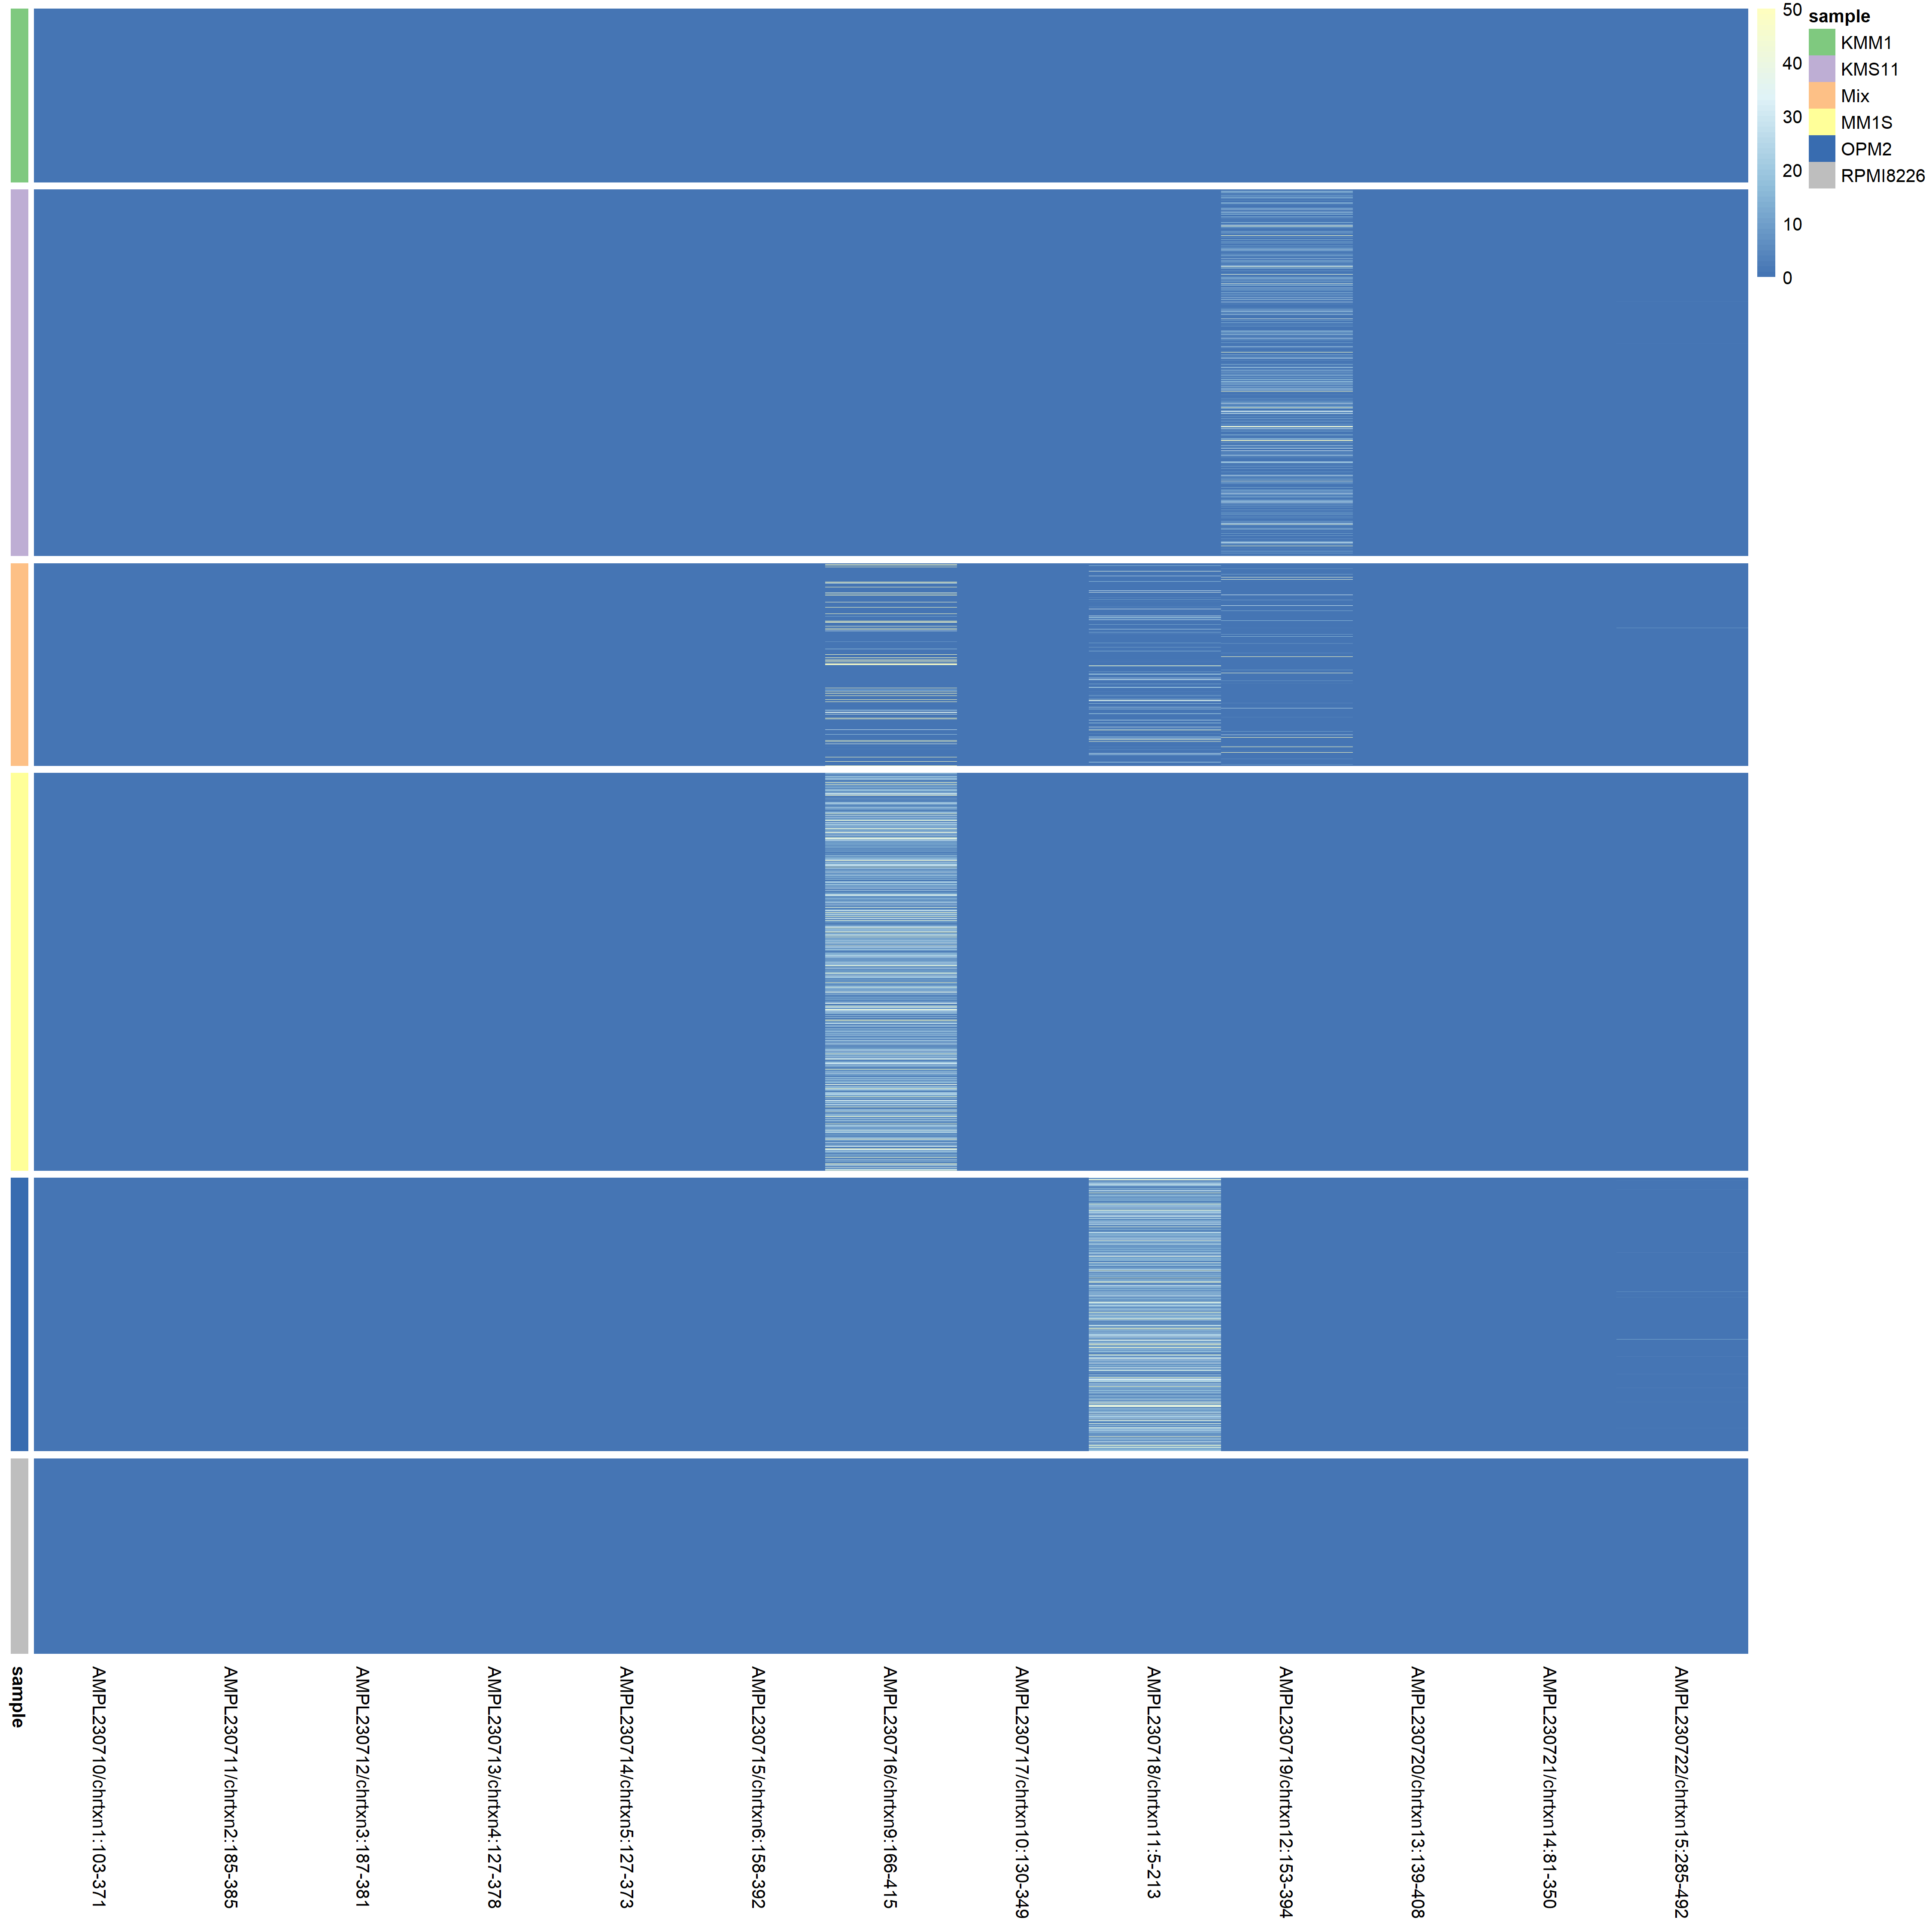 50
40
30
20
10
0
sample
KMM1
KMS11
Mix
MM1S
OPM2
RPMI8226
sample
AMPL230710/chrtxn1:103-371
AMPL230711/chrtxn2:185-385
AMPL230712/chrtxn3:187-381
AMPL230713/chrtxn4:127-378
AMPL230714/chrtxn5:127-373
AMPL230715/chrtxn6:158-392
AMPL230716/chrtxn9:166-415
AMPL230717/chrtxn10:130-349
AMPL230718/chrtxn11:5-213
AMPL230719/chrtxn12:153-394
AMPL230720/chrtxn13:139-408
AMPL230721/chrtxn14:81-350
AMPL230722/chrtxn15:285-492